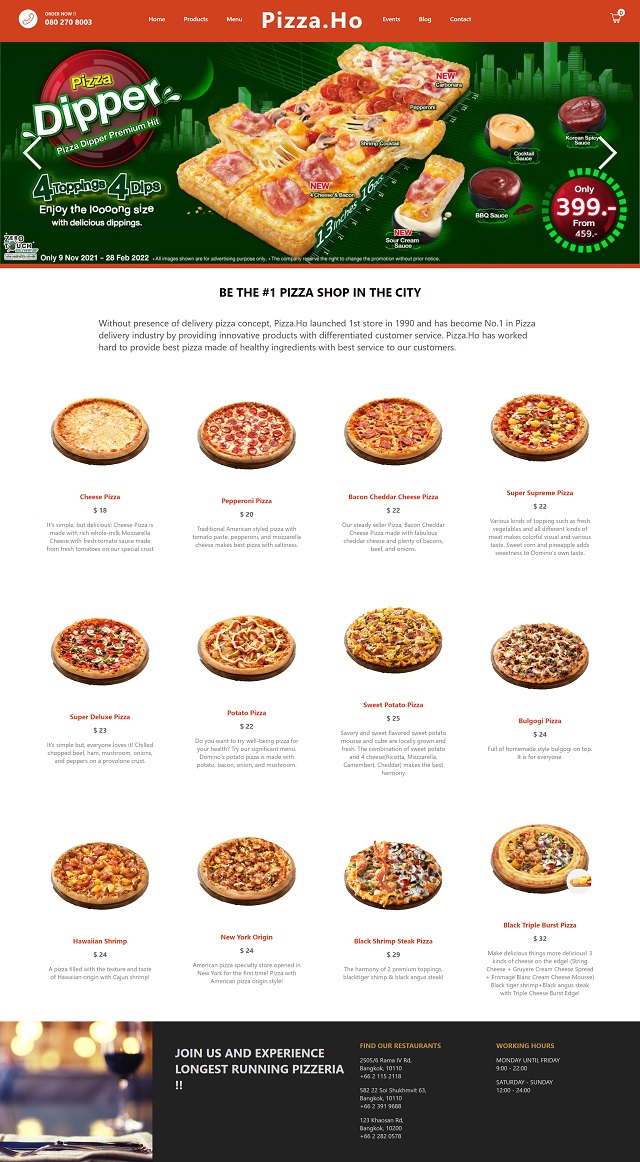 ORDER NOW !!
080 270 8003
Home
Products
Menu
Pizza.Ho
Events
Blog
Contact
0
Pizza
Dipper
Pizza Dipper Premium Hit
4 Toppings 4 Dips
Enjoy the loooong size
with delicious dippings.
NEW
Carbonara
Pepperoni
Shrimp Cocktail
NEW
4 Cheese & Bacon
13 inches
16 pcs
NEW
Sour Cream
Sauce
Cocktail
Sauce
Korean Spicy
Sauce
BBQ Sauce
Only
399.-
From
459.-
Only 9 Nov 2021 - 28 Feb 2022
• All images shown are for advertising purpose only. • The company reserve the right to change the promotion without prior notice.
BE THE #1 PIZZA SHOP IN THE CITY
Without presence of delivery pizza concept, Pizza.Ho launched 1st store in 1990 and has become No.1 in Pizza
delivery industry by providing innovative products with differentiated customer service. Pizza.Ho has worked
hard to provide best pizza made of healthy ingredients with best service to our customers.
Cheese Pizza
$ 18
It's simple, but delicious! Cheese Pizza is
made with rich whole-milk Mozzarella
Cheese with fresh tomato sauce made
from fresh tomatoes on our special crust
Pepperoni Pizza
$ 20
Traditional American styled pizza with
tomato paste, pepperoni, and mozzarella
cheese makes best pizza with saltiness.
Bacon Cheddar Cheese Pizza
$ 22
Our steady seller Pizza, Bacon Cheddar
Cheese Pizza made with fabulous
cheddar cheese and plenty of bacons,
beef, and onions.
Super Supreme Pizza
$ 22
Various kinds of topping such as fresh
vegetables and all different kinds of
meat makes colorful visual and various
taste. Sweet corn and pineapple adds
sweetness to Domino's own taste.
Super Deluxe Pizza
$ 23
It's simple but, everyone loves it! Chilled
chopped beef, ham, mushroom, onions,
and peppers on a provolone crust.
Potato Pizza
$ 22
Do you want to try well-being pizza for
your health? Try our significant menu.
Domino's potato pizza is made with
potato, bacon, onion, and mushroom.
Sweet Potato Pizza
$ 25
Savory and sweet flavored sweet potato
mousse and cube are locally grown and
fresh. The combination of sweet potato
and 4 cheese(Ricotta, Mozzarella,
Camembert, Cheddar) makes the best
harmony
Bulgogi Pizza
$ 24
Full of homemade style bulgogi on top.
It is for everyone.
Hawaiian Shrimp
$ 24
A pizza filled with the texture and taste
of Hawaiian origin with Cajun shrimp!
New York Origin
$ 24
American pizza specialty store opened in
New York for the first time! Pizza with
American pizza origin style!
Black Shrimp Steak Pizza
$ 29
The harmony of 2 premium toppings,
blacktiger shrimp & black angus steak!
Black Triple Burst Pizza
$ 32
Make delicious things more delicious! 3
kinds of cheese on the edge! (String
Cheese + Gruyere Cream Cheese Spread
+ Fromage Blanc Cream Cheese Mousse)
Black tiger shrimp+Black angus steak
with Triple Cheese Burst Edge!
JOIN US AND EXPERIENCE
LONGEST RUNNING PIZZERIA
!!
FIND OUR RESTAURANTS
2505/6 Rama IV Rd,
Bangkok, 10110
+66 2 115 2118
582 22 Soi Shukhmvit 63,
Bangkok, 10110
+66 2 391 9688
123 Khaosan Rd,
Bangkok, 10200
+66 2 282 0578
WORKING HOURS
MONDAY UNTIL FRIDAY
9:00 - 22:00
SATURDAY - SUNDAY
12:00 - 24:00